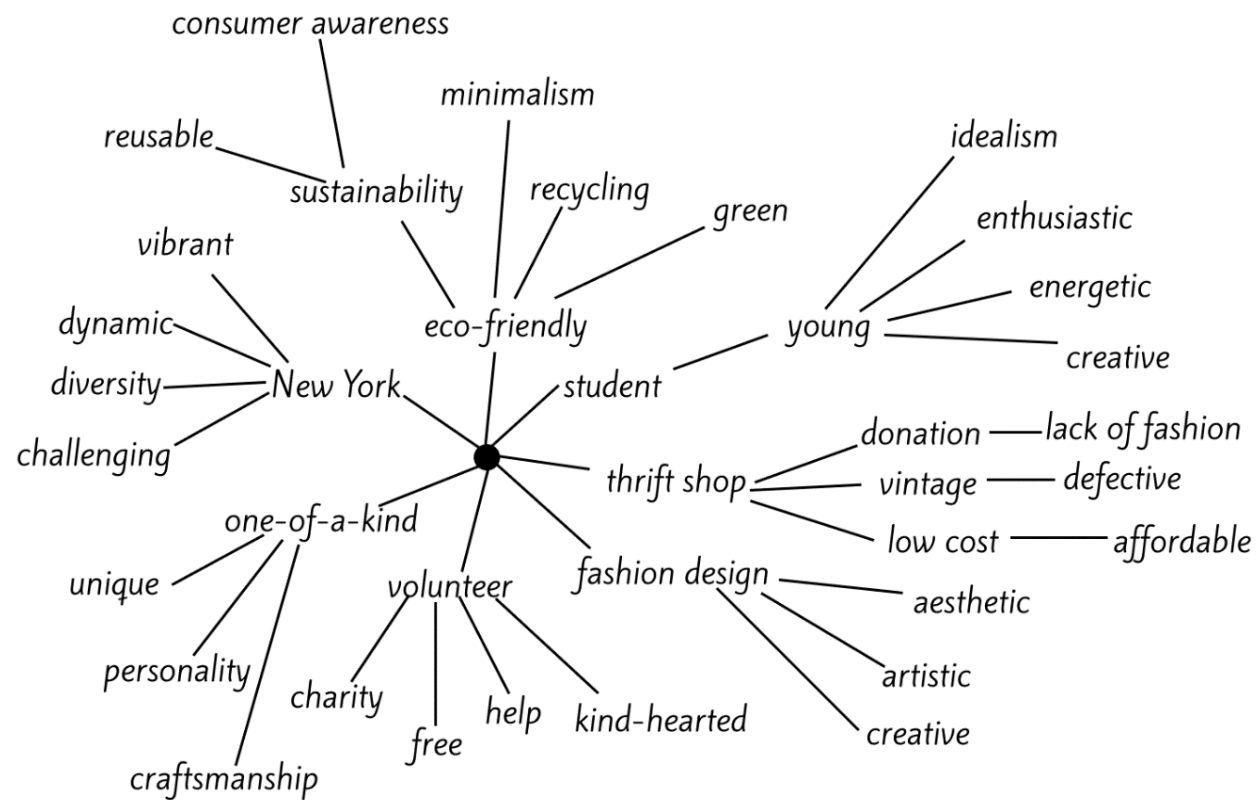 consumer awareness
minimalism
reusable
idealism
sustainability
recycling
green
enthusiastic
vibrant
energetic
dynamic
eco-friendly
young
creative
diversity
New York
student
challenging
donation
lack of fashion
thrift shop
vintage
defective
one-of-a-kind
low cost
affordable
unique
volunteer
fashion design
aesthetic
personality
charity
help
kind-hearted
artistic
free
creative
craftsmanship